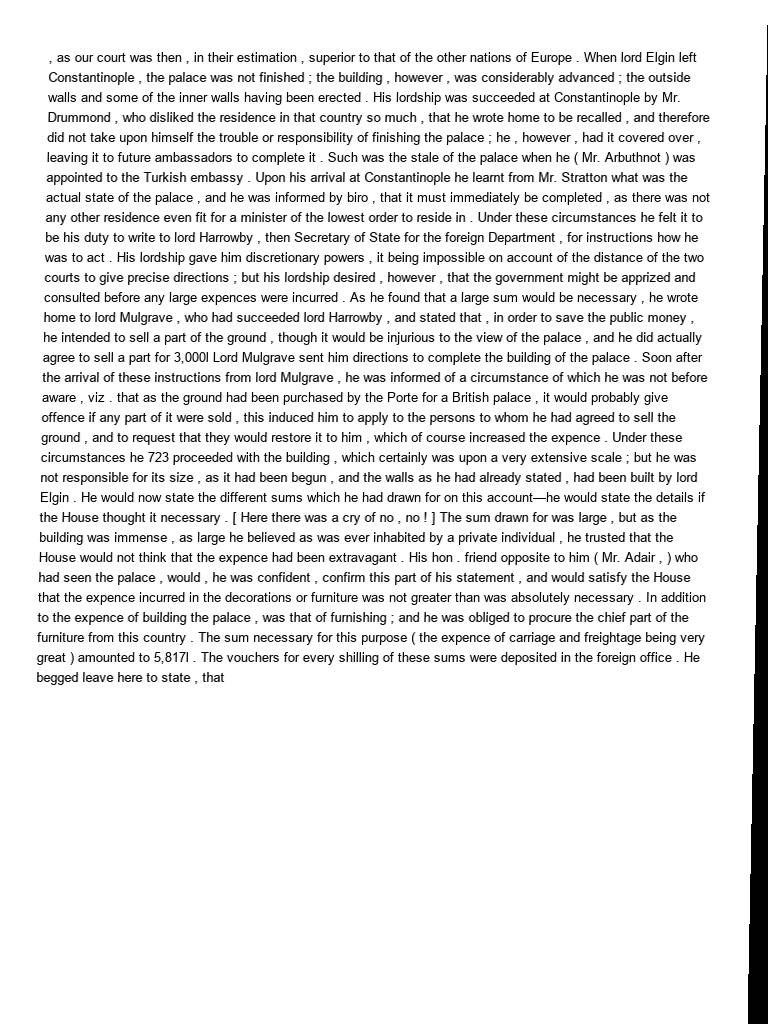 , as our court was then , in their estimation , superior to that of the other nations of Europe . When lord Elgin left
Constantinople , the palace was not finished ; the building , however , was considerably advanced ; the outside
walls and some of the inner walls having been erected . His lordship was succeeded at Constantinople by Mr.
Drummond , who disliked the residence in that country so much , that he wrote home to be recalled , and therefore
did not take upon himself the trouble or responsibility of finishing the palace ; he , however , had it covered over ,
leaving it to future ambassadors to complete it . Such was the stale of the palace when he ( Mr. Arbuthnot ) was
appointed to the Turkish embassy . Upon his arrival at Constantinople he learnt from Mr. Stratton what was the
actual state of the palace , and he was informed by biro , that it must immediately be completed , as there was not
any other residence even fit for a minister of the lowest order to reside in . Under these circumstances he felt it to
be his duty to write to lord Harrowby , then Secretary of State for the foreign Department , for instructions how he
was to act . His lordship gave him discretionary powers , it being impossible on account of the distance of the two
courts to give precise directions ; but his lordship desired , however , that the government might be apprized and
consulted before any large expences were incurred . As he found that a large sum would be necessary , he wrote
home to lord Mulgrave , who had succeeded lord Harrowby , and stated that , in order to save the public money ,
he intended to sell a part of the ground , though it would be injurious to the view of the palace , and he did actually
agree to sell a part for 3,000l Lord Mulgrave sent him directions to complete the building of the palace . Soon after
the arrival of these instructions from lord Mulgrave , he was informed of a circumstance of which he was not before
aware , viz . that as the ground had been purchased by the Porte for a British palace , it would probably give
offence if any part of it were sold , this induced him to apply to the persons to whom he had agreed to sell the
ground , and to request that they would restore it to him , which of course increased the expence . Under these
circumstances he 723 proceeded with the building , which certainly was upon a very extensive scale ; but he was
not responsible for its size , as it had been begun , and the walls as he had already stated , had been built by lord
Elgin . He would now state the different sums which he had drawn for on this account—he would state the details if
the House thought it necessary . [ Here there was a cry of no , no ! ] The sum drawn for was large , but as the
building was immense , as large he believed as was ever inhabited by a private individual , he trusted that the
House would not think that the expence had been extravagant . His hon . friend opposite to him ( Mr. Adair , ) who
had seen the palace , would , he was confident , confirm this part of his statement , and would satisfy the House
that the expence incurred in the decorations or furniture was not greater than was absolutely necessary . In addition
to the expence of building the palace , was that of furnishing ; and he was obliged to procure the chief part of the
furniture from this country . The sum necessary for this purpose ( the expence of carriage and freightage being very
great ) amounted to 5,817l . The vouchers for every shilling of these sums were deposited in the foreign office . He
begged leave here to state , that